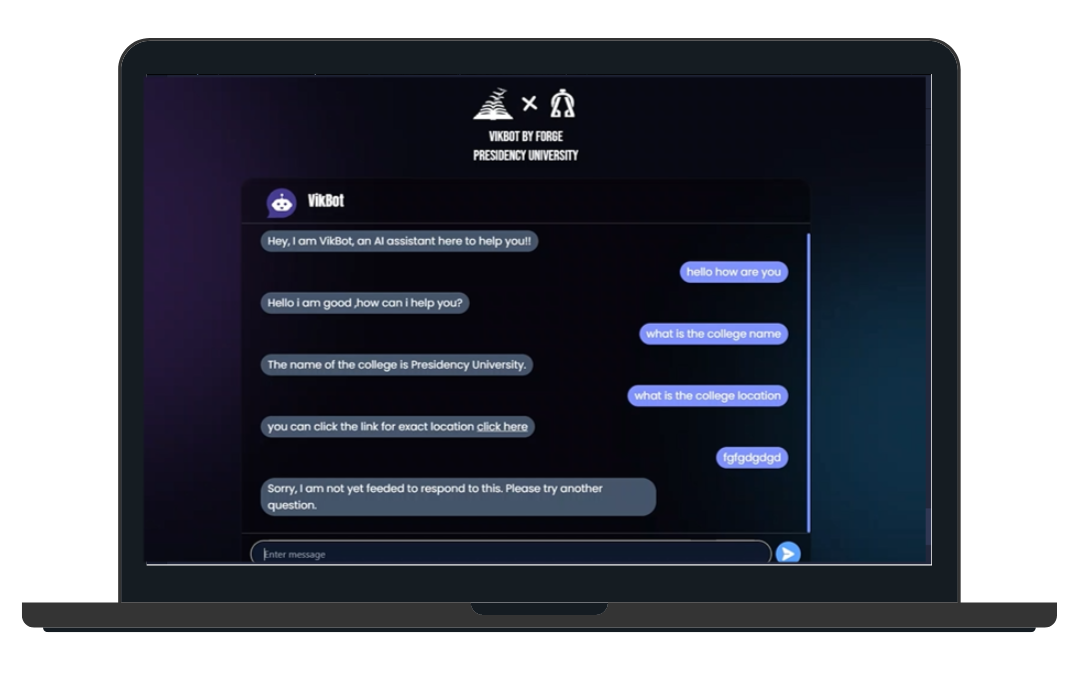 VIKBOT BY FORGE
PRESIDENCY UNIVERSITY
VikBot
Hey, I am VikBot, an AI assistant here to help you!!
hello how are you
Hello i am good ,how can i help you?
what is the college name
The name of the college is Presidency University.
what is the college location
you can click the link for exact location click here
fgfgdgdgd
Sorry, I am not yet feeded to respond to this. Please try another
question.
Enter message